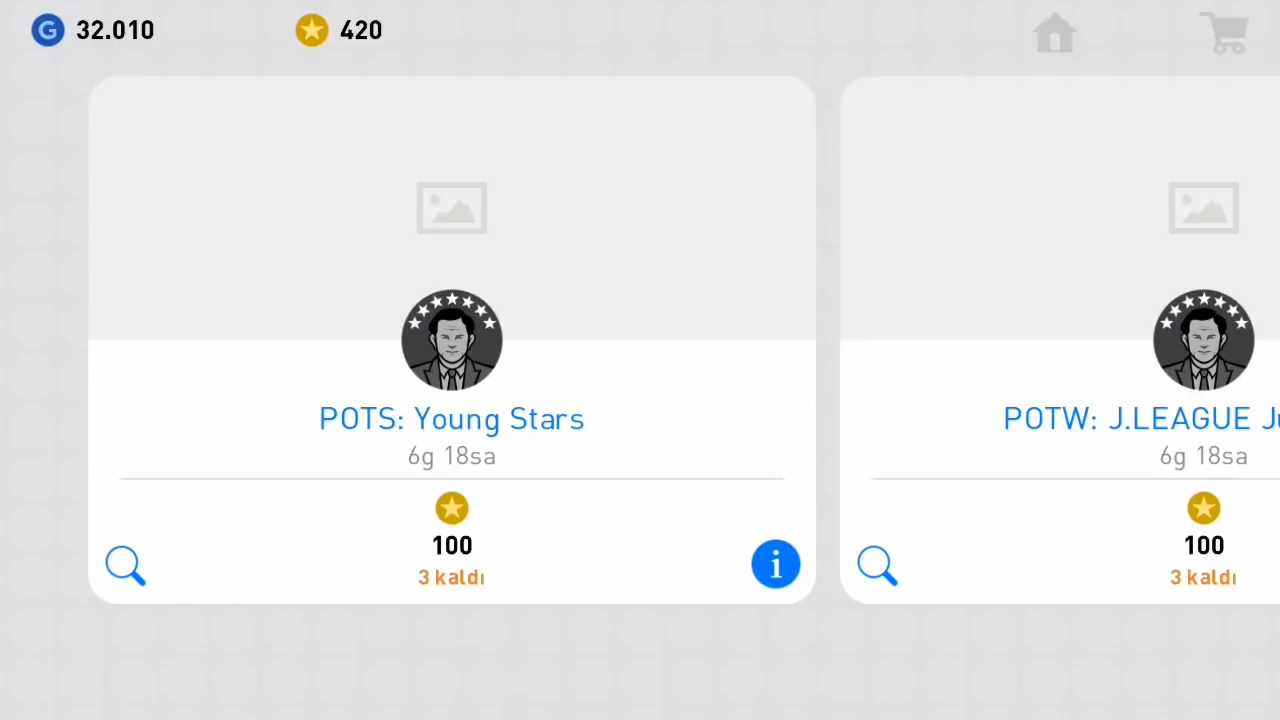 G 32.010
420
POTS: Young Stars
6g 18sa
100
3 kaldı
i
POTW: J.LEAGUE
6g 18sa
100
3 kaldı